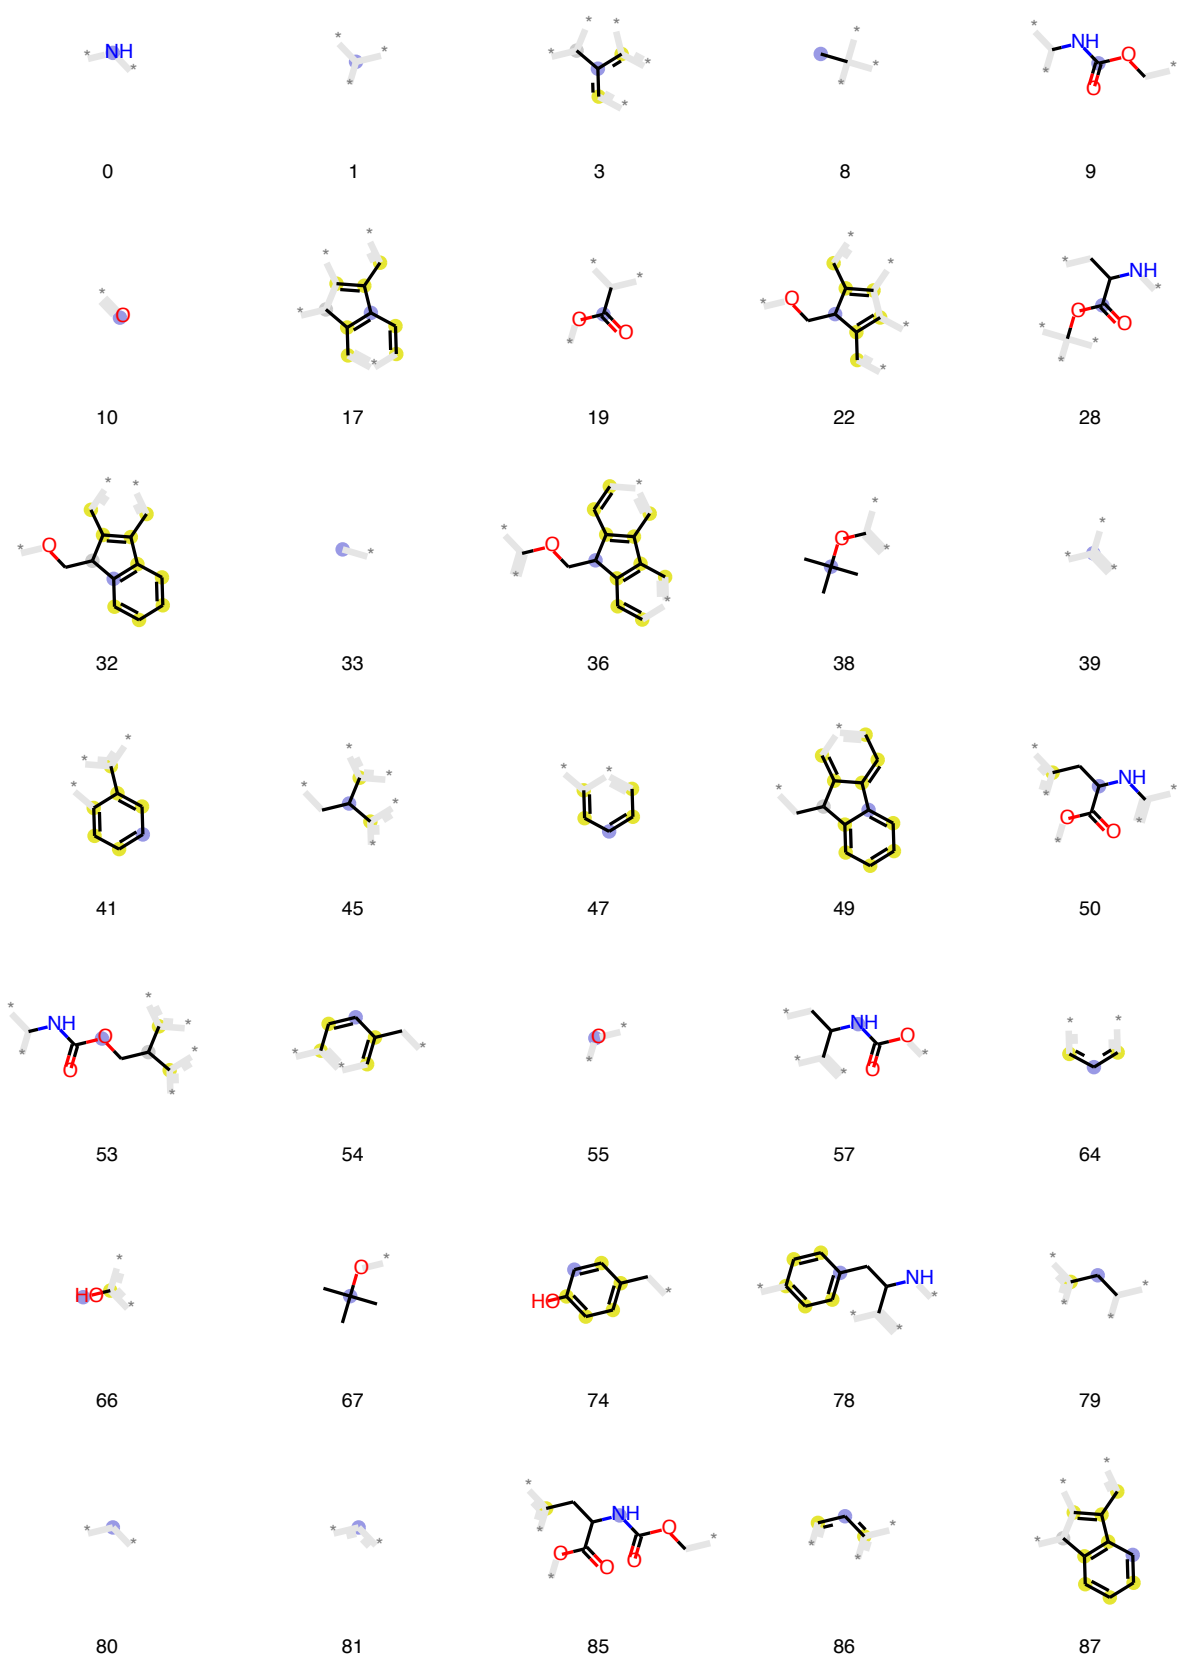 NH
* * * * * * * * * * * * * *
NH O O
0 1 3 8 9
O O O O NH O O
* * * * * * * * * * * * * *
10 17 19 22 28
O O O
* * * * * * * * * * * *
32 33 36 38 39
NH O O
* * * * * * * * * * * * * *
41 45 47 49 50
NH O O O NH O O
* * * * * * * * * * * * * * *
53 54 55 57 64
HO O HO NH
* * * * * * * * * *
66 67 74 78 79
NH O O O O
* * * * * * * * * * * * *
80 81 85 86 87